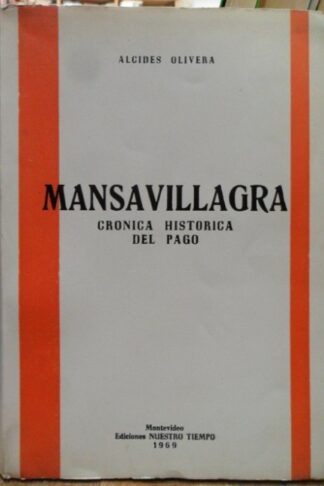 ALCIDES OLIVERA
MANSAVILLAGRA
CRONICA HISTORICA
DEL PAGO
Montevideo
Ediciones NUESTRO TIEMPO
1969